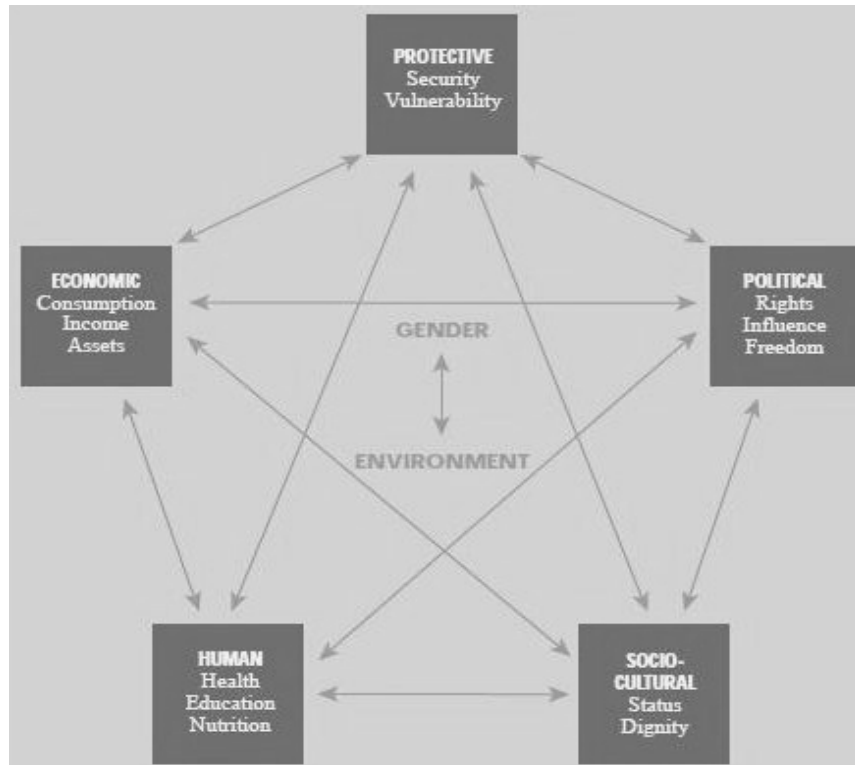 PROTECTIVE
Security
Vulnerability
ECONOMIC
Consumption
Income
Assets
POLITICAL
Rights
Influence
Freedom
GENDER
ENVIRONMENT
HUMAN
Health
Education
Nutrition
SOCIO-
CULTURAL
Status
Dignity